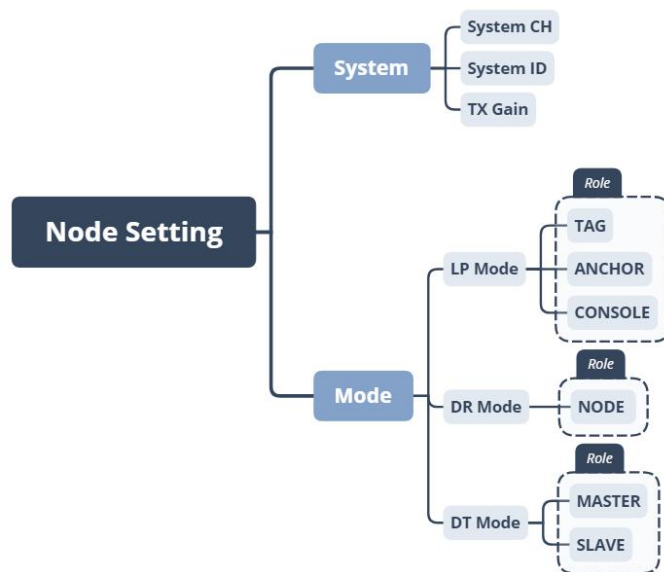 Node Setting
System
System CH
System ID
TX Gain
Mode
LP Mode
Role
TAG
ANCHOR
CONSOLE
DR Mode
Role
NODE
DT Mode
Role
MASTER
SLAVE